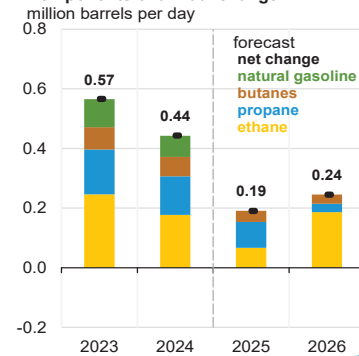 million barrels per day
0.8
forecast
net change
natural gasoline
butanes
propane
ethane
0.6
0.57
0.44
0.4
0.24
0.19
0.2
0.0
-0.2
2023 2024 2025 2026